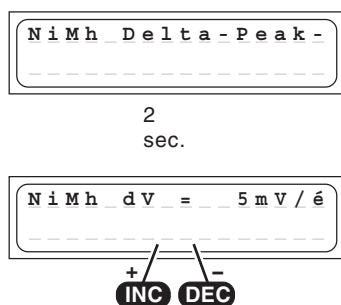 NiMh Delta-Peak-
2
sec.
NiMh dV = 5mV/é
+ -
INC DEC